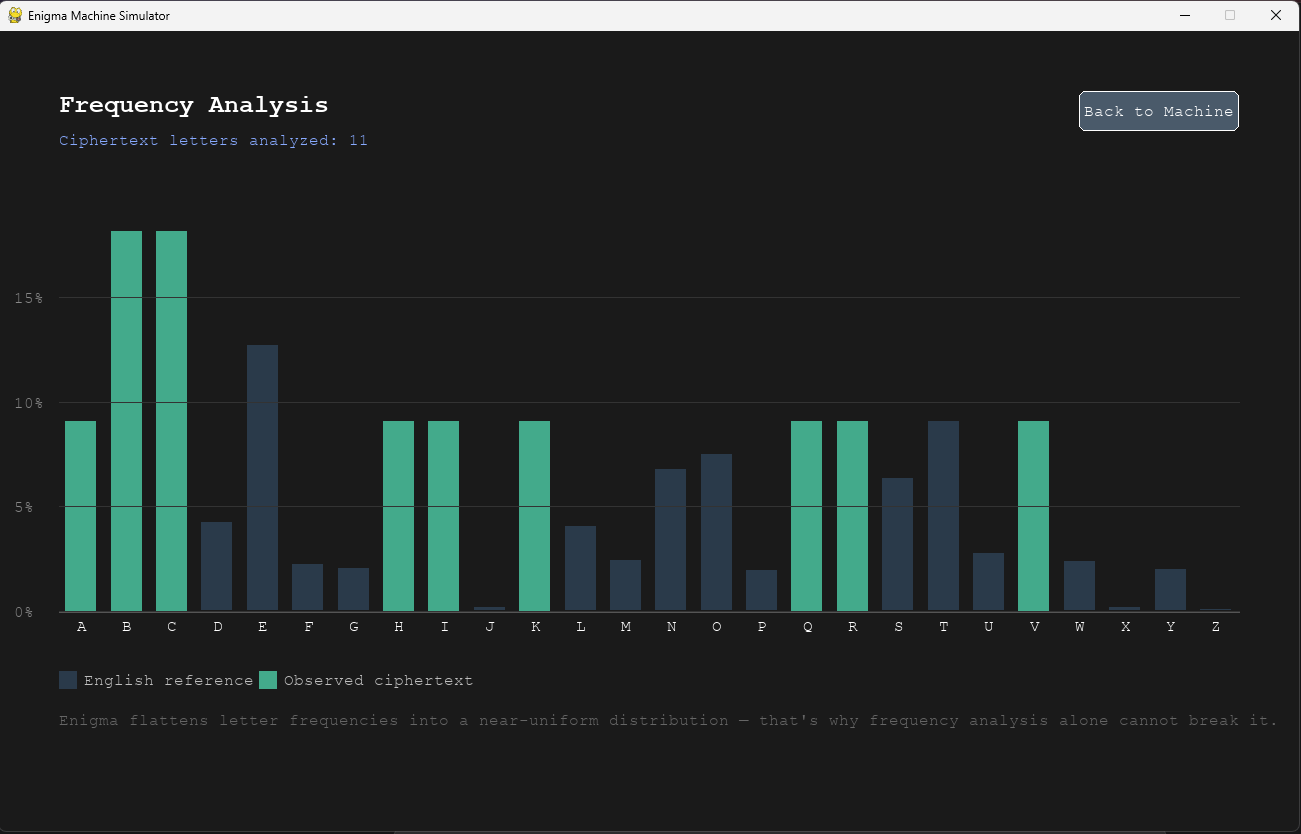 Enigma Machine Simulator
Frequency Analysis
Back to Machine
Ciphertext letters analyzed: 11
15%
10%
5%
0%
A B C D E F G H I J K L M N O P Q R S T U V W X Y Z
English reference Observed ciphertext
Enigma flattens letter frequencies into a near-uniform distribution — that's why frequency analysis alone cannot break it.